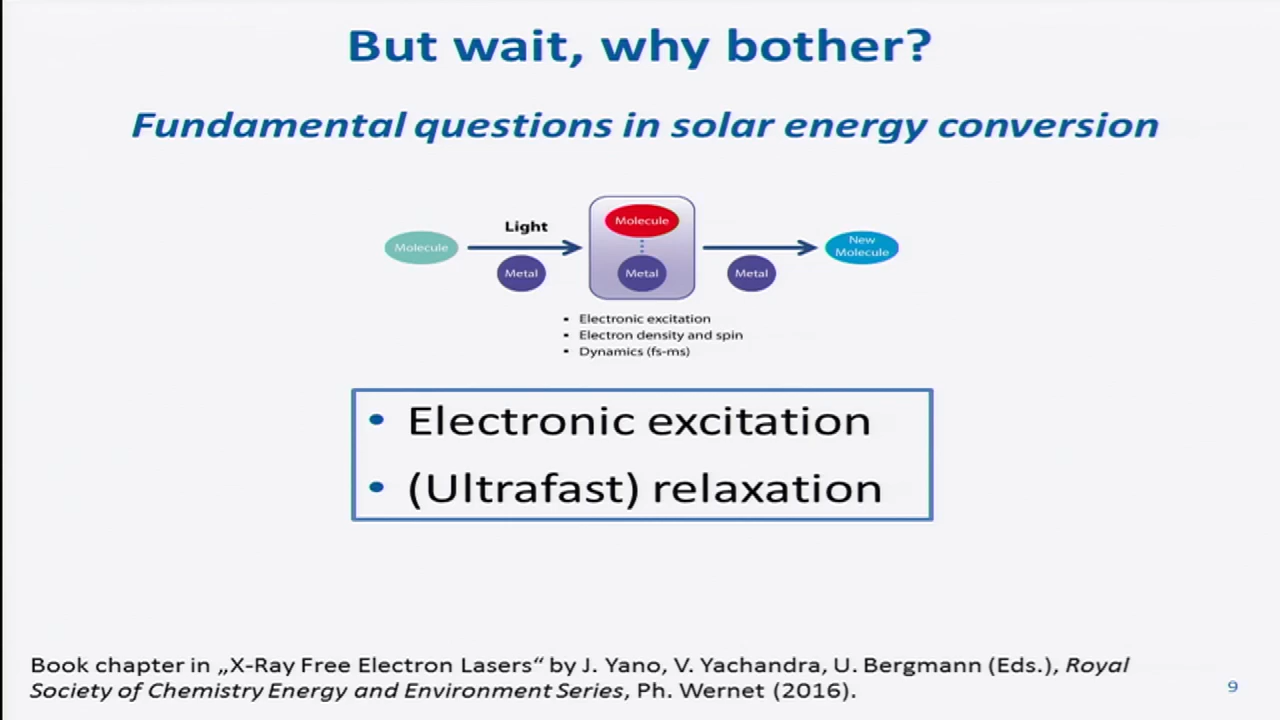 But wait, why bother?
Fundamental questions in solar energy conversion
Molecule
Light
Metal
Molecule
Metal
Metal
New
Molecule
▪ Electronic excitation
▪ Electron density and spin
▪ Dynamics (fs-ms)
• Electronic excitation
• (Ultrafast) relaxation
Book chapter in „X-Ray Free Electron Lasers“ by J. Yano, V. Yachandra, U. Bergmann (Eds.), Royal
Society of Chemistry Energy and Environment Series, Ph. Wernet (2016).
9